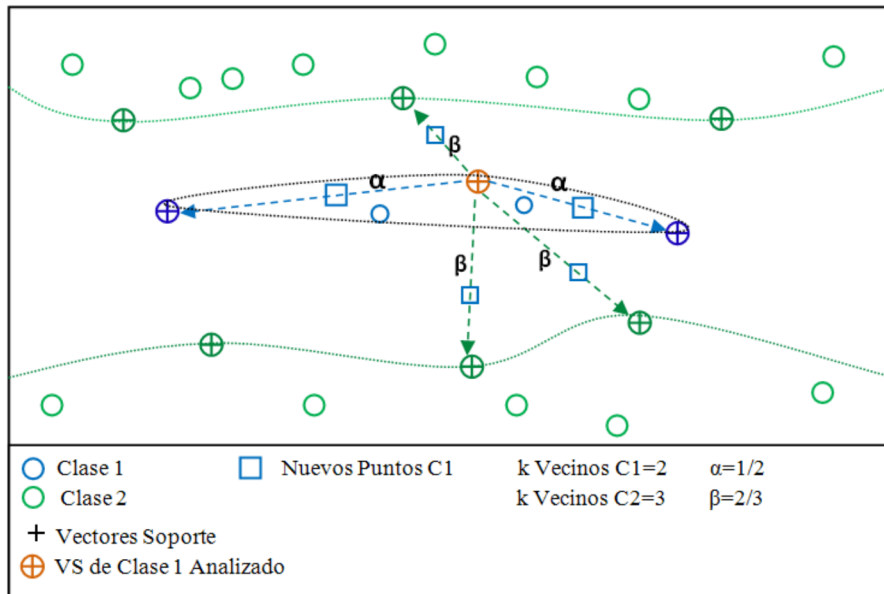 β
α
α
β
β
Clase 1
Nuevos Puntos C1
k Vecinos C1=2
α=1/2
Clase 2
k Vecinos C2=3
β=2/3
Vectores Soporte
VS de Clase 1 Analizado